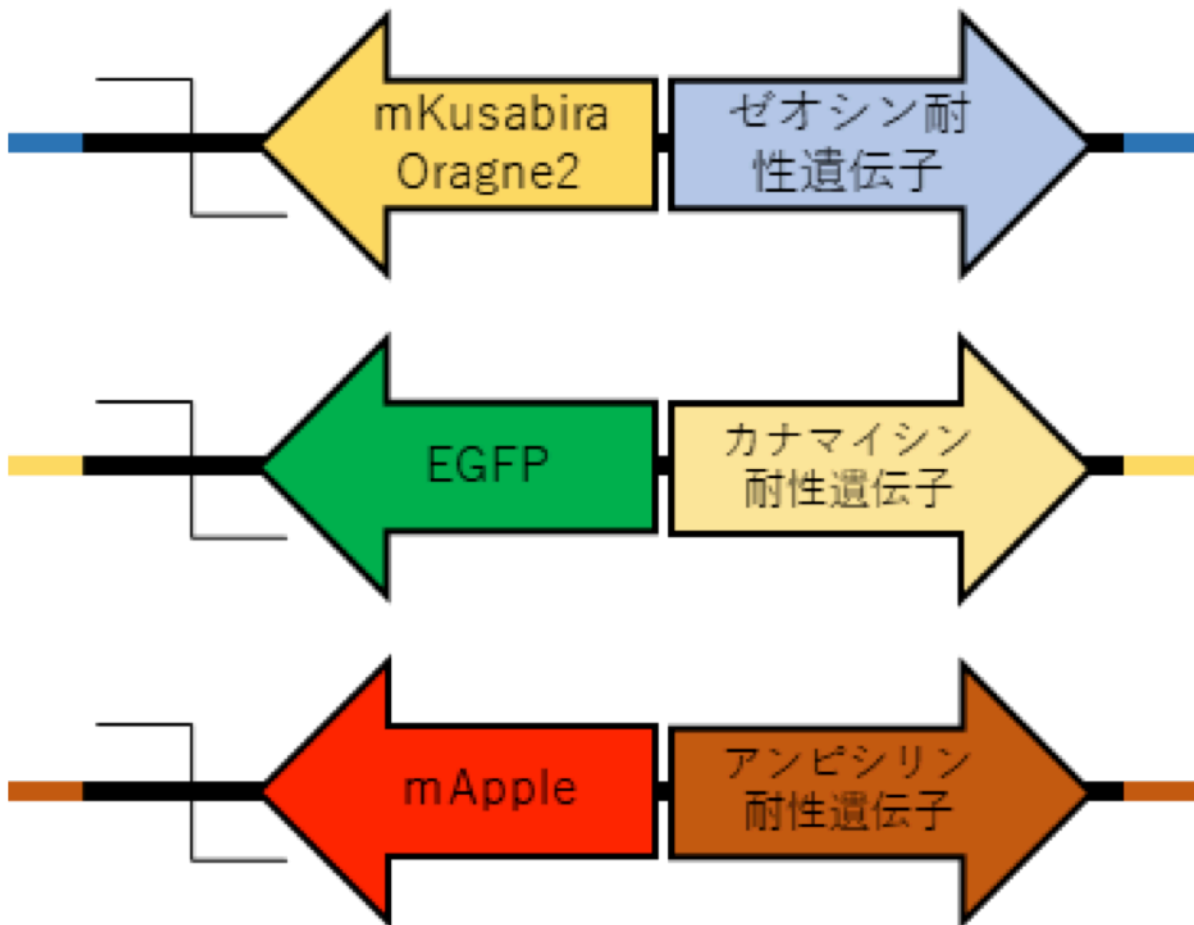 mKusabira
Oragne2
ゼオシン耐
性遺伝子
EGFP
カナマイシン
耐性遺伝子
mApple
アンピシリン
耐性遺伝子